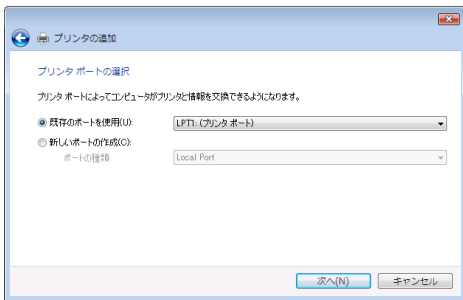 プリンタの追加
プリンタ ポートの選択
プリンタ ポートによってコンピュータがプリンタと情報を交換できるようになります。
既存のポートを使用(U):
LPT1: (プリンタ ポート)
新しいポートの作成(C):
ポートの種類
Local Port
次へ(N)
キャンセル